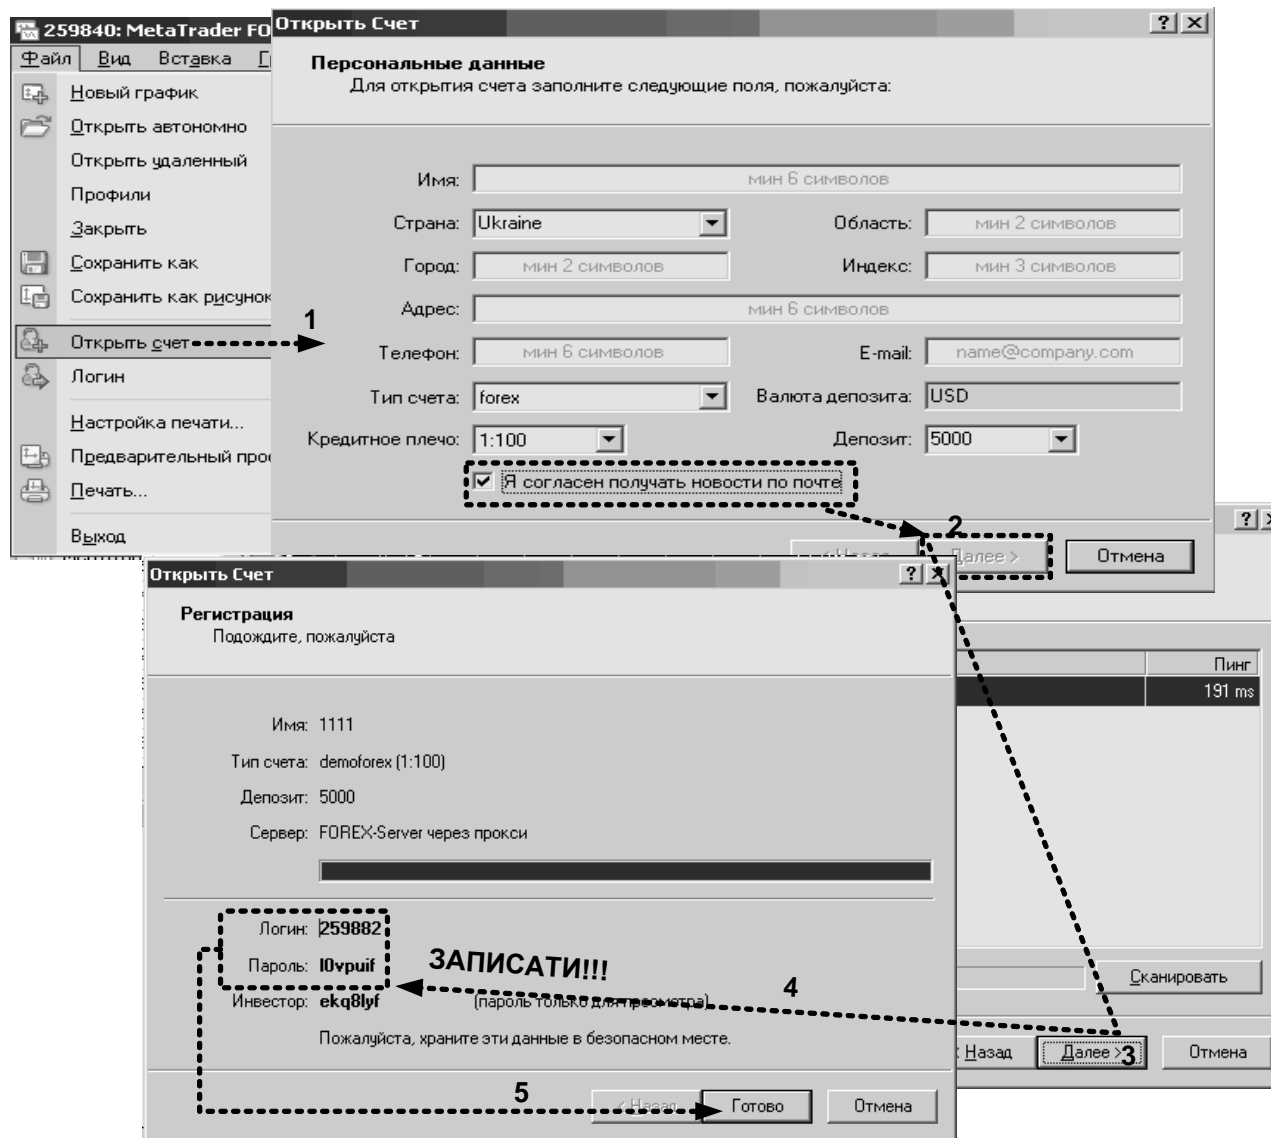 259840: MetaTrader FO
Файл Вид Вставка Г
Новый график
Открыть автономно
Открыть удаленный
Профили
Закрыть
Сохранить как
Сохранить как рисунок
Открыть счет
Логин
Настройка печати...
Предварительный про
Печать...
Выход
1
Открыть Счет
Персональные данные
Для открытия счета заполните следующие поля, пожалуйста:
Имя: мин 6 символов
Страна: Ukraine Область: мин 2 символов
Город: мин 2 символов Индекс: мин 3 символов
Адрес: мин 6 символов
Телефон: мин 6 символов E-mail: name@company.com
Тип счета: forex Валюта депозита: USD
Кредитное плечо: 1:100 Депозит: 5000
Я согласен получать новости по почте
2
< Назад Далее > Отмена
Пинг
191 ms
Сканировать
< Назад Далее > 3 Отмена
Открыть Счет
Регистрация
Подождите, пожалуйста
Имя: 1111
Тип счета: demoforex (1:100)
Депозит: 5000
Сервер: FOREX-Server через прокси
Логин: 259882
Пароль: l0vpuif
ЗАПИСАТИ!!!
4
Инвестор: ekq8lyf (пароль только для просмотра)
Пожалуйста, храните эти данные в безопасном месте.
5
< Назад Готово Отмена